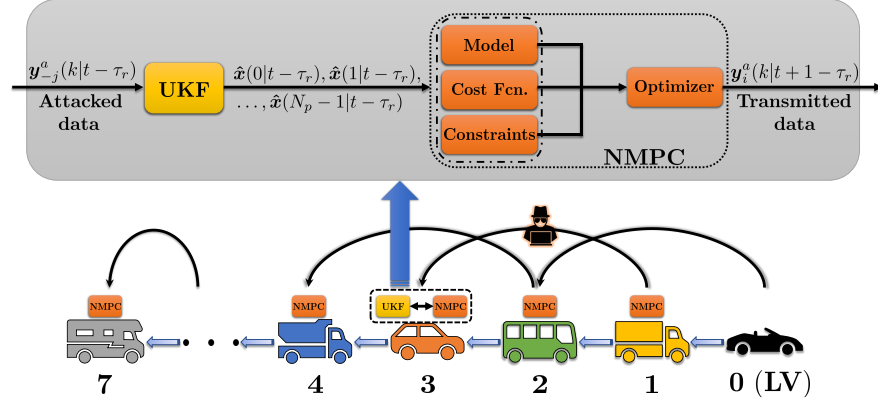 y^a_{-j}(k|t−τ_r)
Attacked
data
UKF
x̂(0|t−τ_r), x̂(1|t−τ_r),
…, x̂(N_p−1|t−τ_r)
Model
Cost Fcn.
Constraints
Optimizer
NMPC
y^a_i(k|t+1−τ_r)
Transmitted
data
NMPC
NMPC
UKF
NMPC
NMPC
NMPC
7
4
3
2
1
0 (LV)